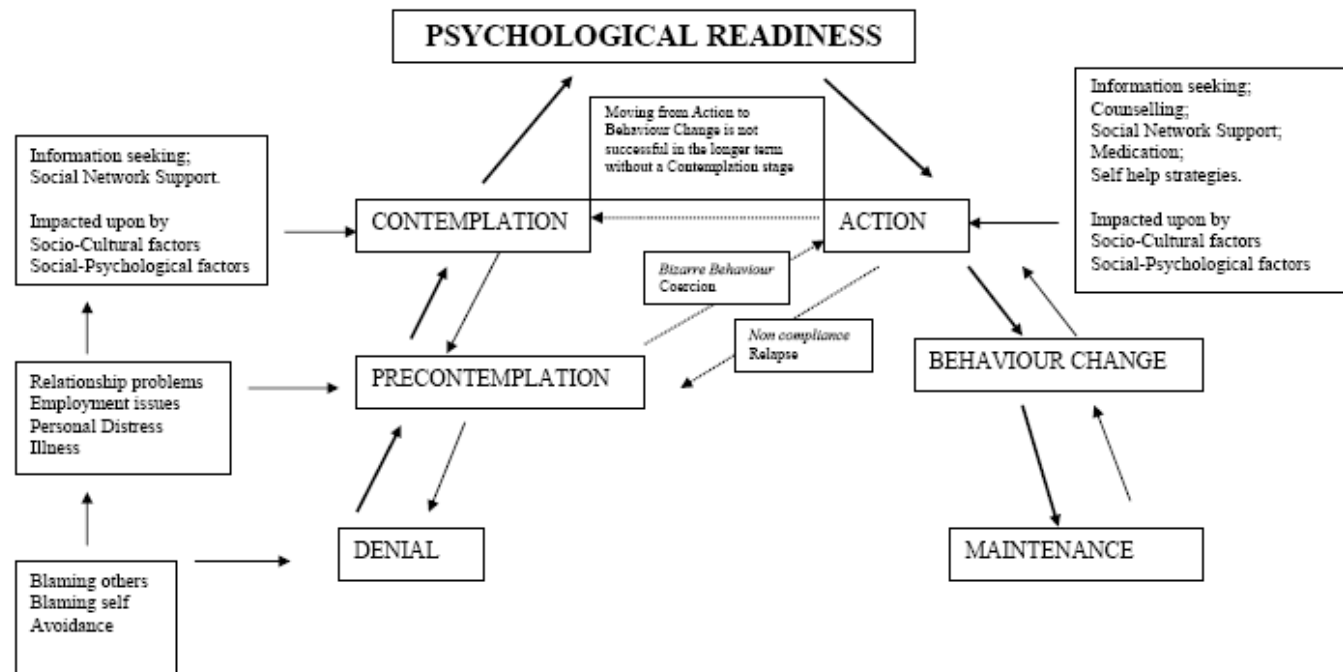 PSYCHOLOGICAL READINESS
Information seeking;
Social Network Support.
Impacted upon by
Socio-Cultural factors
Social-Psychological factors
Moving from Action to
Behaviour Change is not
successful in the longer term
without a Contemplation stage
Information seeking;
Counselling;
Social Network Support;
Medication;
Self help strategies.
Impacted upon by
Socio-Cultural factors
Social-Psychological factors
CONTEMPLATION
ACTION
Bizarre Behaviour
Coercion
Non compliance
Relapse
Relationship problems
Employment issues
Personal Distress
Illness
PRECONTEMPLATION
BEHAVIOUR CHANGE
Blaming others
Blaming self
Avoidance
DENIAL
MAINTENANCE